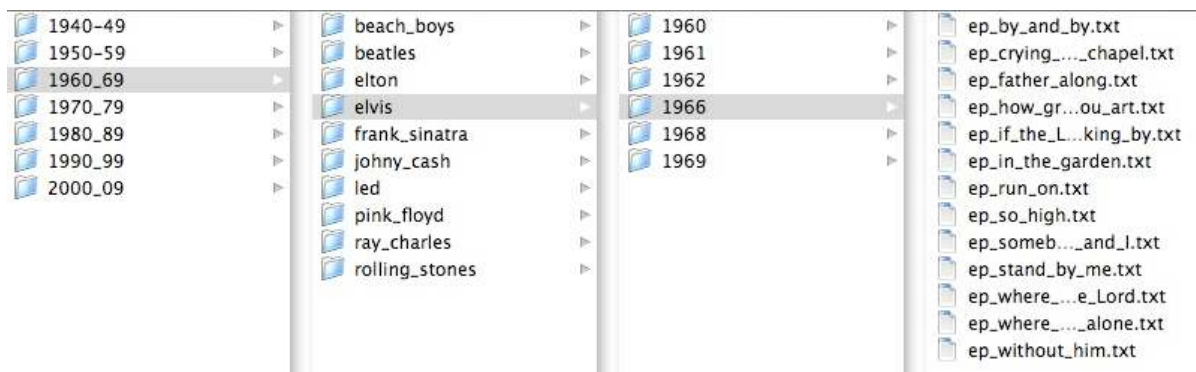 1940-49
1950-59
1960_69
1970_79
1980_89
1990_99
2000_09
beach_boys
beatles
elton
elvis
frank_sinatra
johny_cash
led
pink_floyd
ray_charles
rolling_stones
1960
1961
1962
1966
1968
1969
ep_by_and_by.txt
ep_crying_..._chapel.txt
ep_father_along.txt
ep_how_gr...ou_art.txt
ep_if_the_L...king_by.txt
ep_in_the_garden.txt
ep_run_on.txt
ep_so_high.txt
ep_someb..._and_I.txt
ep_stand_by_me.txt
ep_where_...e_Lord.txt
ep_where_..._alone.txt
ep_without_him.txt